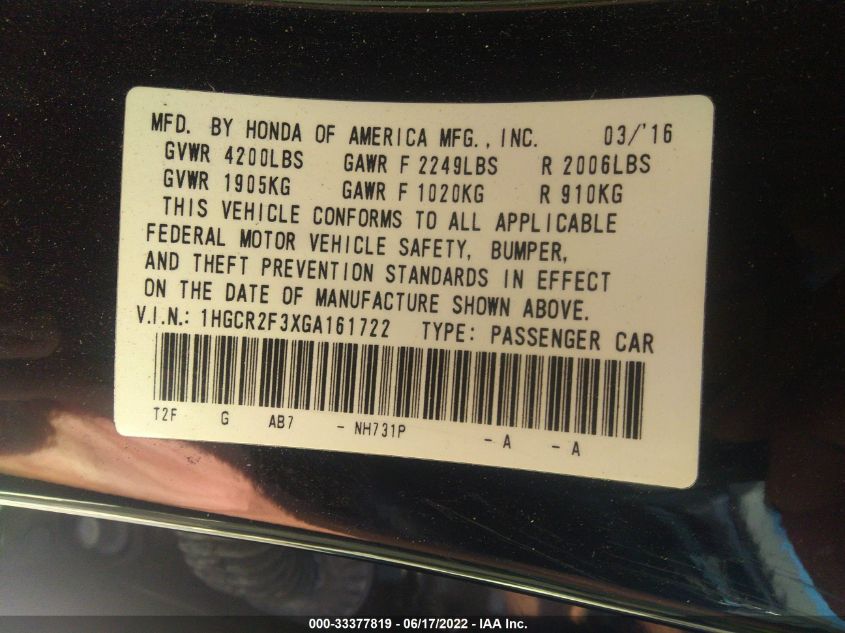 MFD. BY HONDA OF AMERICA MFG., INC. 03/'16
GVWR 4200LBS GAWR F 2249LBS R 2006LBS
GVWR 1905KG GAWR F 1020KG R 910KG
THIS VEHICLE CONFORMS TO ALL APPLICABLE
FEDERAL MOTOR VEHICLE SAFETY, BUMPER,
AND THEFT PREVENTION STANDARDS IN EFFECT
ON THE DATE OF MANUFACTURE SHOWN ABOVE.
V.I.N.: 1HGCR2F3XGA161722 TYPE: PASSENGER CAR
T2F G AB7 - NH731P - A - A
000-33377819 - 06/17/2022 - IAA Inc.